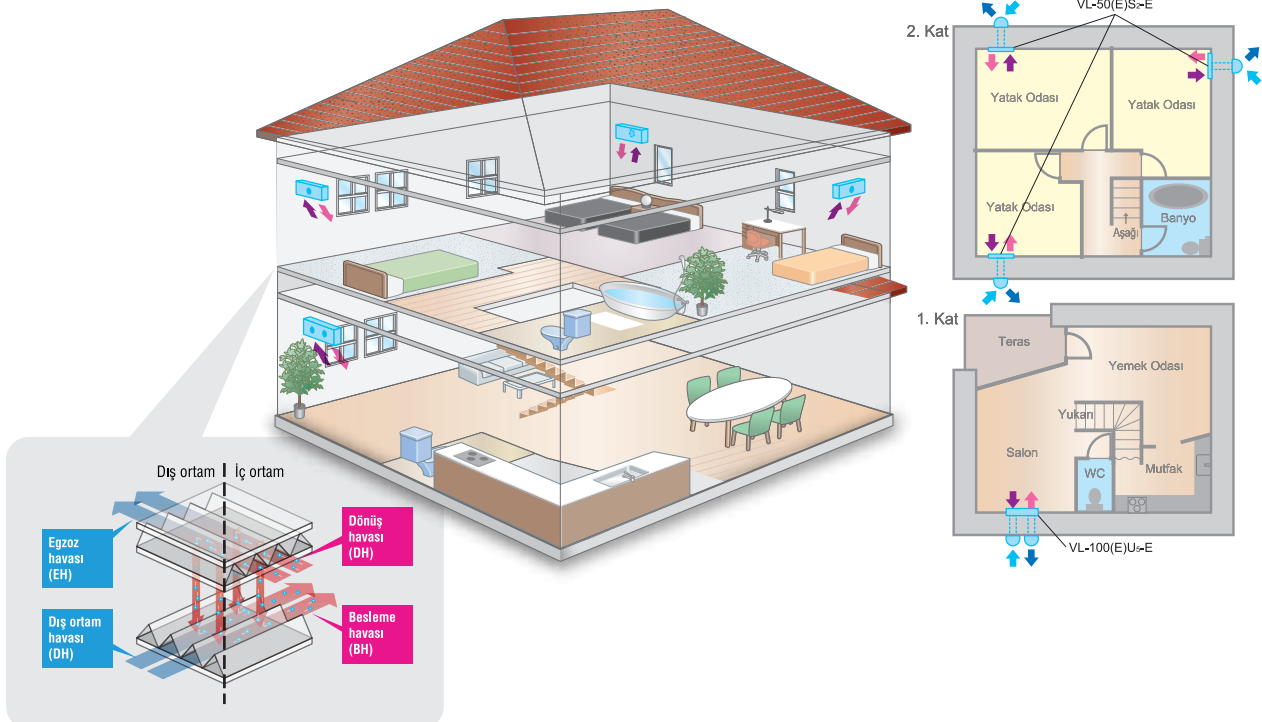 VL-50(E)S₂-E
2. Kat
Yatak Odası
Yatak Odası
Yatak Odası
Aşağı
Banyo
1. Kat
Teras
Yemek Odası
Yukarı
Salon
WC
Mutfak
VL-100(E)U₅-E
Dış ortam
İç ortam
Egzoz
havası
(EH)
Dönüş
havası
(DH)
Dış ortam
havası
(DH)
Besleme
havası
(BH)